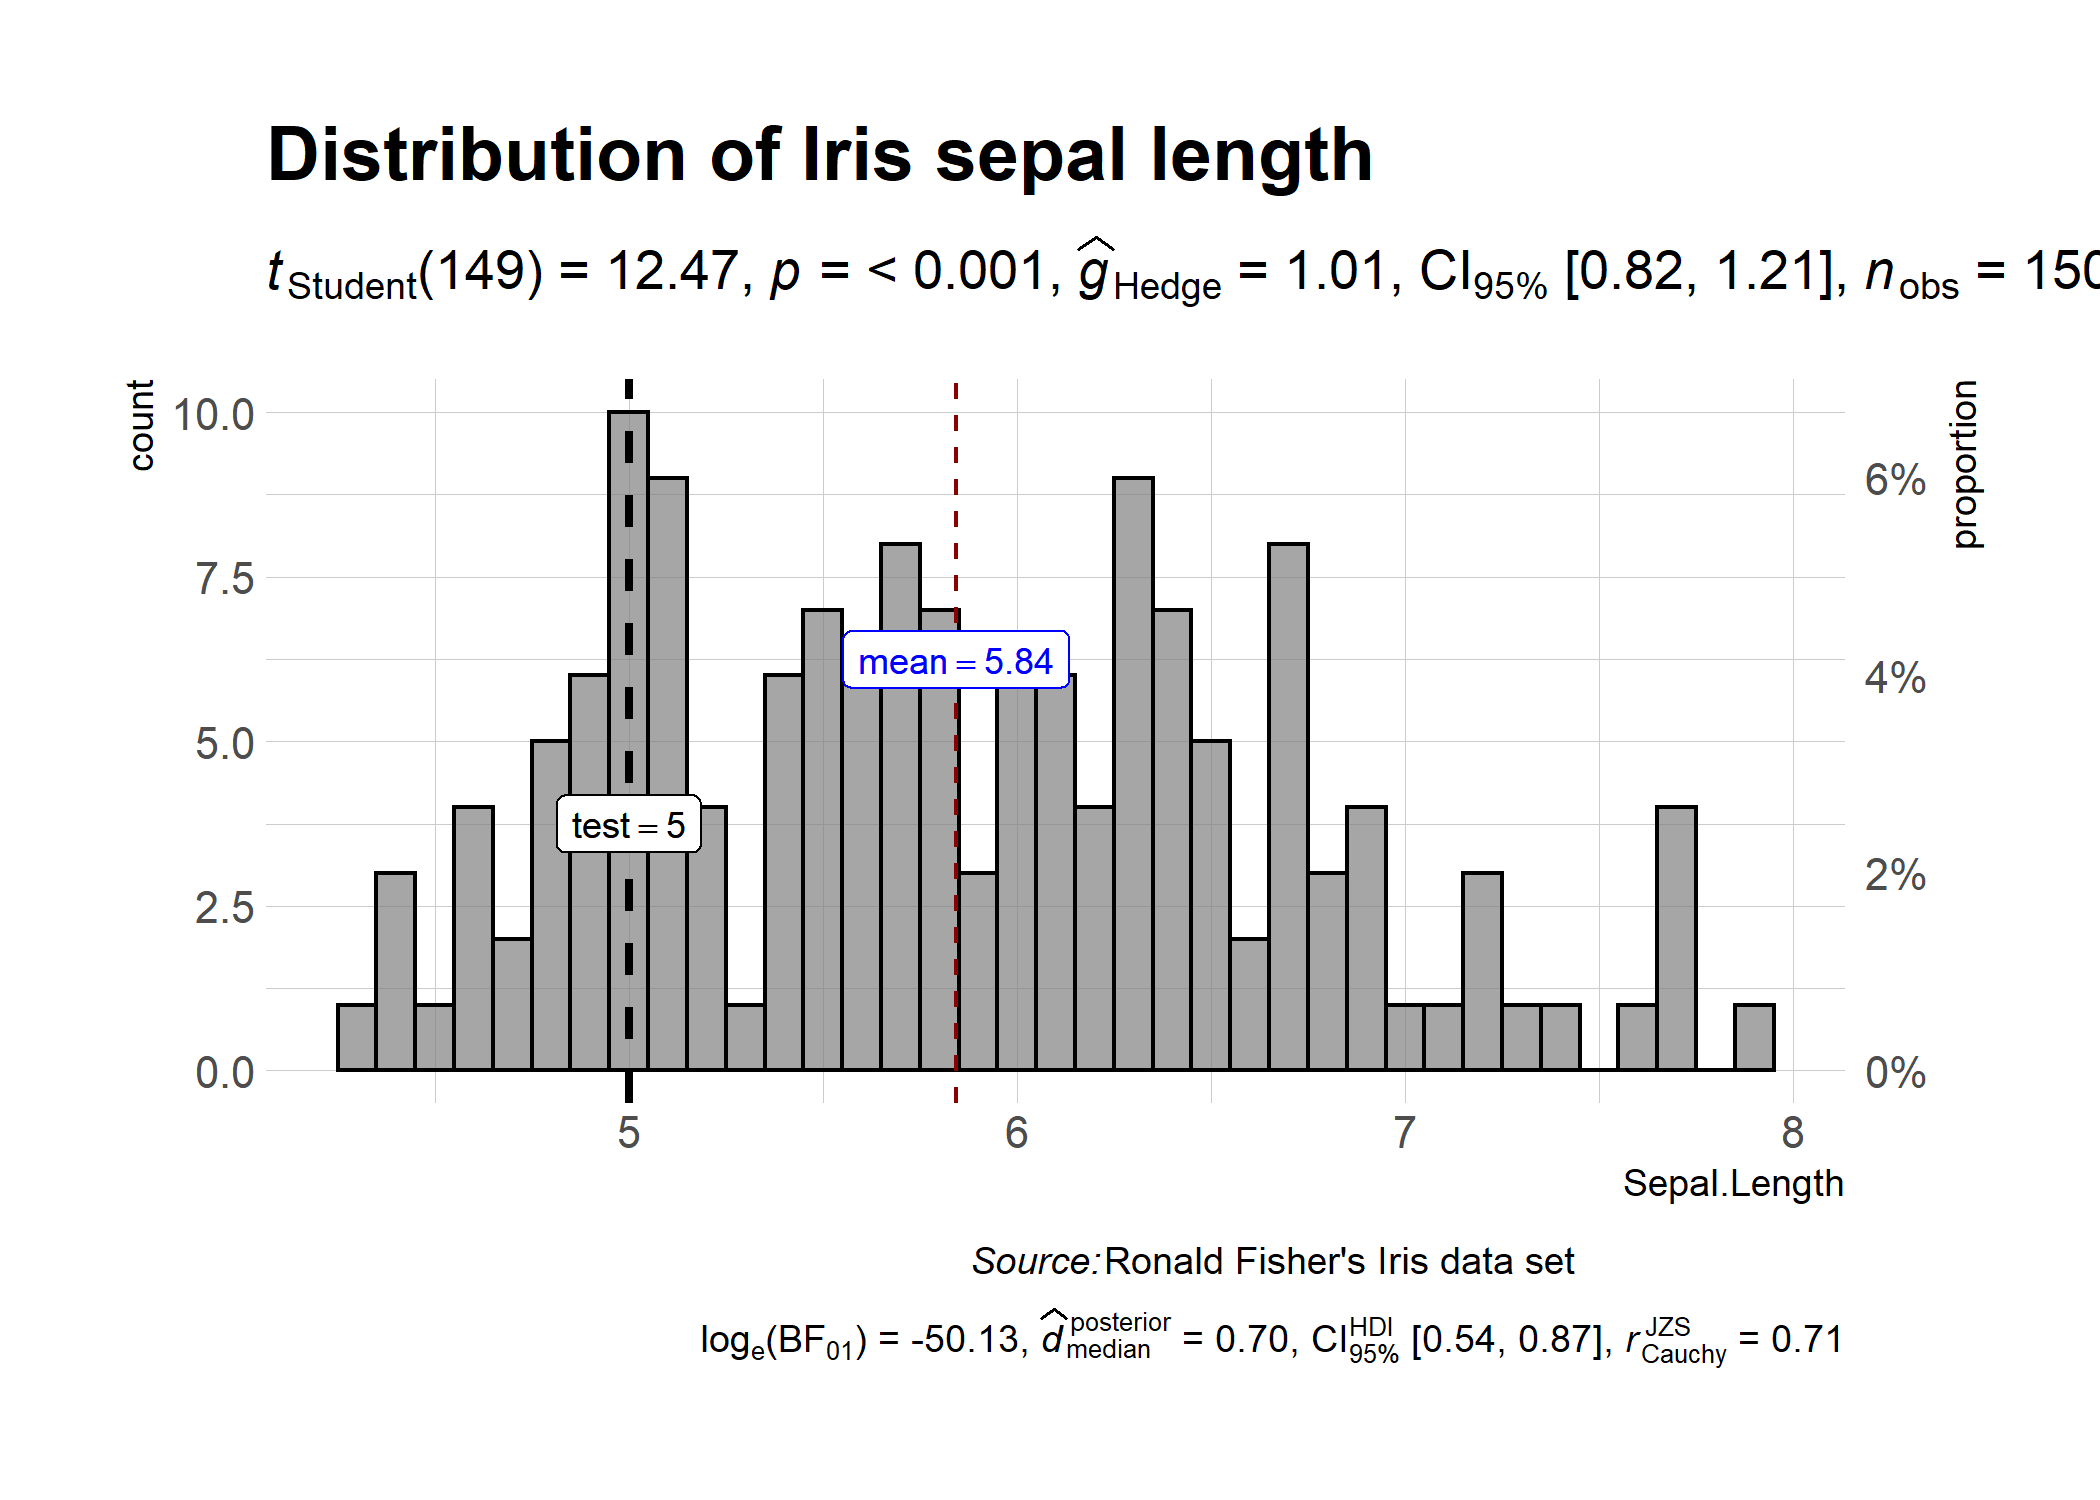 Distribution of Iris sepal length
tStudent(149) = 12.47, p = < 0.001, ĝHedge = 1.01, CI95% [0.82, 1.21], nobs = 150
count
proportion
10.0
7.5
5.0
2.5
0.0
6%
4%
2%
0%
mean = 5.84
test = 5
5 6 7 8
Sepal.Length
Source:Ronald Fisher's Iris data set
loge(BF01) = -50.13, d̂ posterior median = 0.70, CI HDI 95% [0.54, 0.87], r JZS Cauchy = 0.71